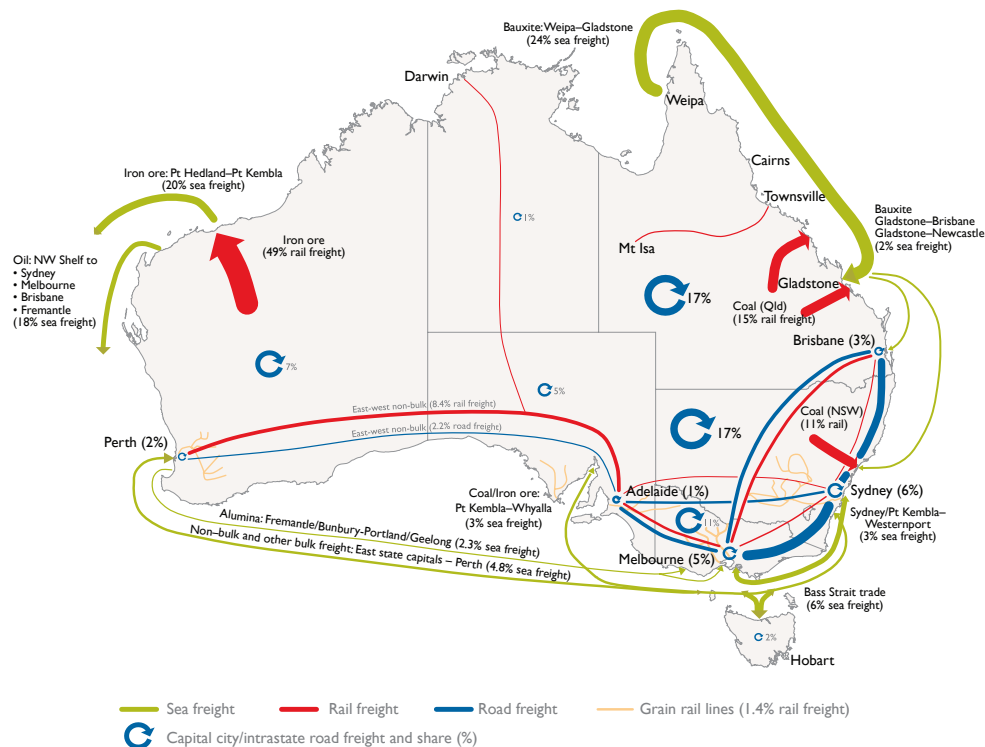 Bauxite: Weipa–Gladstone
(24% sea freight)
Darwin
Weipa
Cairns
Iron ore: Pt Hedland–Pt Kembla
(20% sea freight)
Townsville
1%
Bauxite
Gladstone–Brisbane
Gladstone–Newcastle
(2% sea freight)
Iron ore
(49% rail freight)
Mt Isa
Oil: NW Shelf to
• Sydney
• Melbourne
• Brisbane
• Fremantle
(18% sea freight)
Gladstone
17%
Coal (Qld)
(15% rail freight)
Brisbane (3%)
7%
5%
East-west non-bulk (8.4% rail freight)
East-west non-bulk (2.2% road freight)
Coal (NSW)
(11% rail)
17%
Perth (2%)
Adelaide (1%)
Sydney (6%)
Coal/Iron ore:
Pt Kembla–Whyalla
(3% sea freight)
Sydney/Pt Kembla–
Westernport
(3% sea freight)
11%
Alumina: Fremantle/Bunbury-Portland/Geelong (2.3% sea freight)
Non–bulk and other bulk freight: East state capitals – Perth (4.8% sea freight)
Melbourne (5%)
Bass Strait trade
(6% sea freight)
2%
Hobart
Sea freight
Rail freight
Road freight
Grain rail lines (1.4% rail freight)
Capital city/intrastate road freight and share (%)